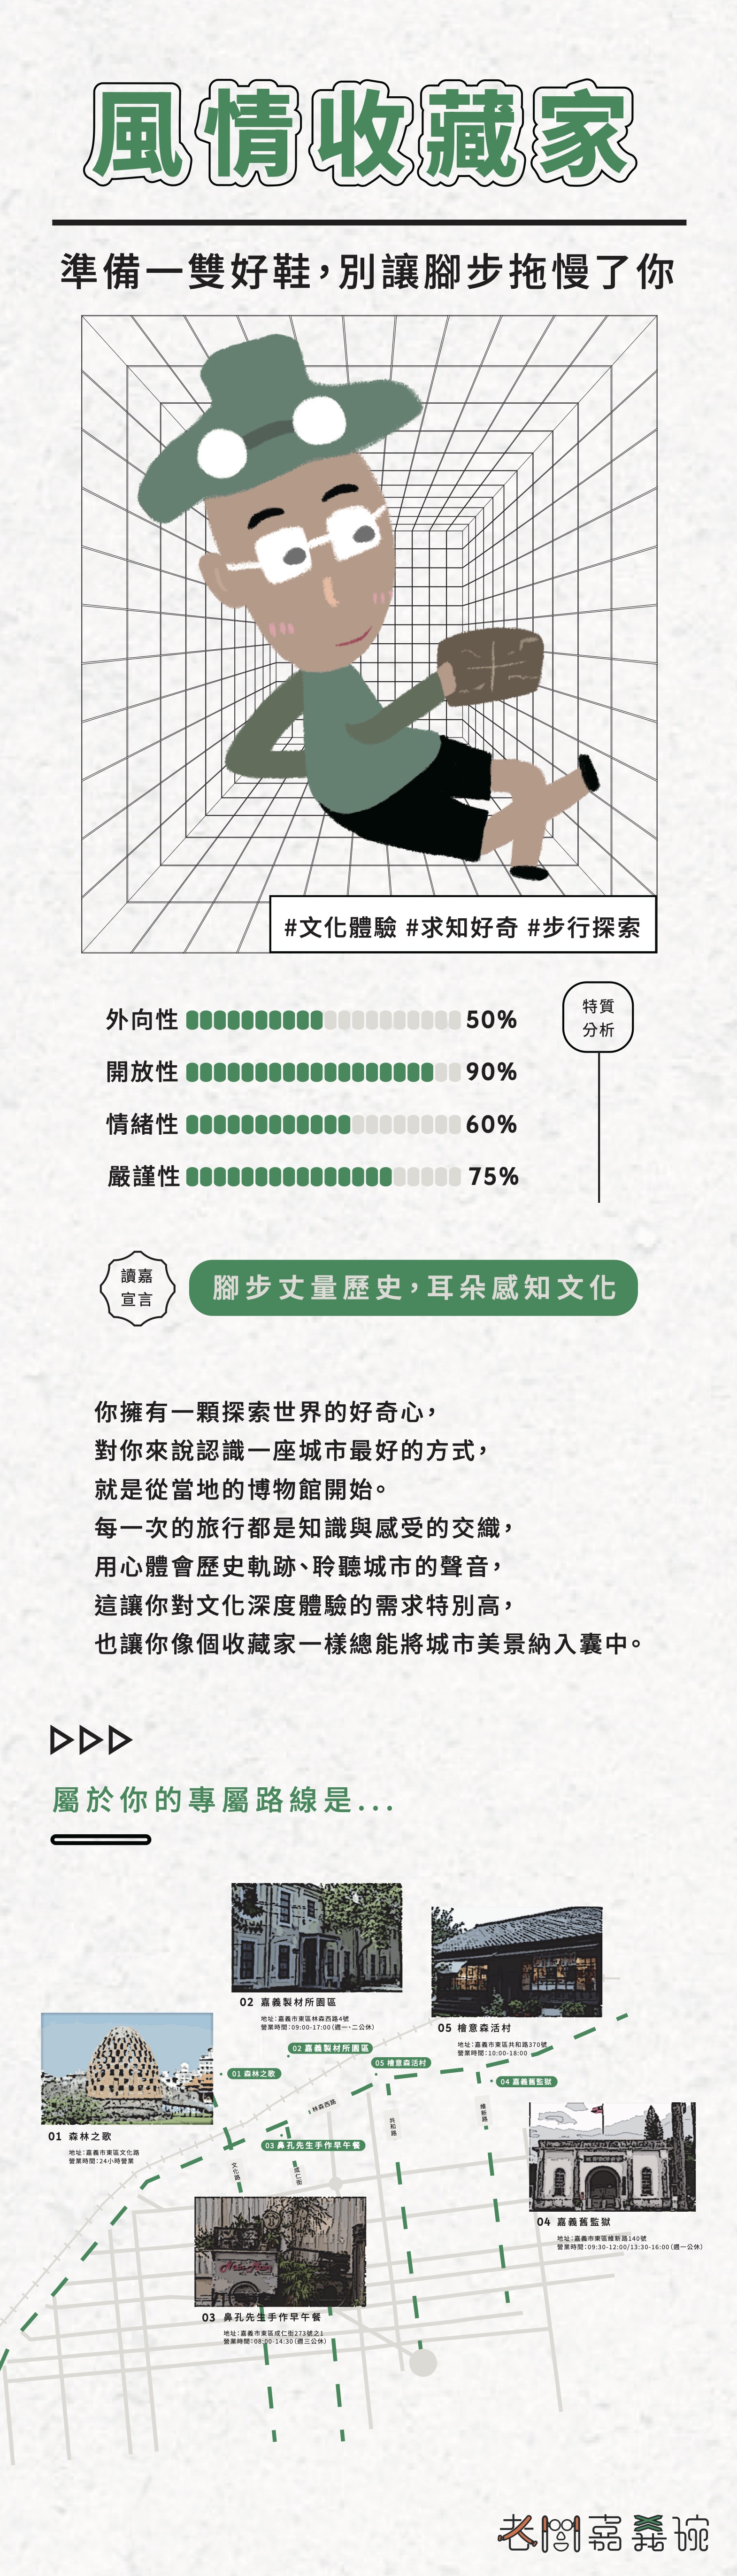 風情收藏家
準備一雙好鞋，別讓腳步拖慢了你
#文化體驗 #求知好奇 #步行探索
特質
分析
外向性 50%
開放性 90%
情緒性 60%
嚴謹性 75%
讀嘉
宣言
腳步丈量歷史，耳朵感知文化
你擁有一顆探索世界的好奇心，
對你來說認識一座城市最好的方式，
就是從當地的博物館開始。
每一次的旅行都是知識與感受的交織，
用心體會歷史軌跡、聆聽城市的聲音，
這讓你對文化深度體驗的需求特別高，
也讓你像個收藏家一樣總能將城市美景納入囊中。
屬於你的專屬路線是...
02 嘉義製材所園區
地址：嘉義市東區林森西路4號
營業時間：09:00-17:00（週一、二公休）
05 檜意森活村
地址：嘉義市東區共和路370號
營業時間：10:00-18:00
02 嘉義製材所園區
05 檜意森活村
01 森林之歌
04 嘉義舊監獄
01 森林之歌
地址：嘉義市東區文化路
營業時間：24小時營業
林森西路
共和路
維新路
03 鼻孔先生手作早午餐
文化路
成仁街
04 嘉義舊監獄
地址：嘉義市東區維新路140號
營業時間：09:30-12:00/13:30-16:00（週一公休）
03 鼻孔先生手作早午餐
地址：嘉義市東區成仁街273號之1
營業時間：08:00-14:30（週三公休）
老闆嘉義碗